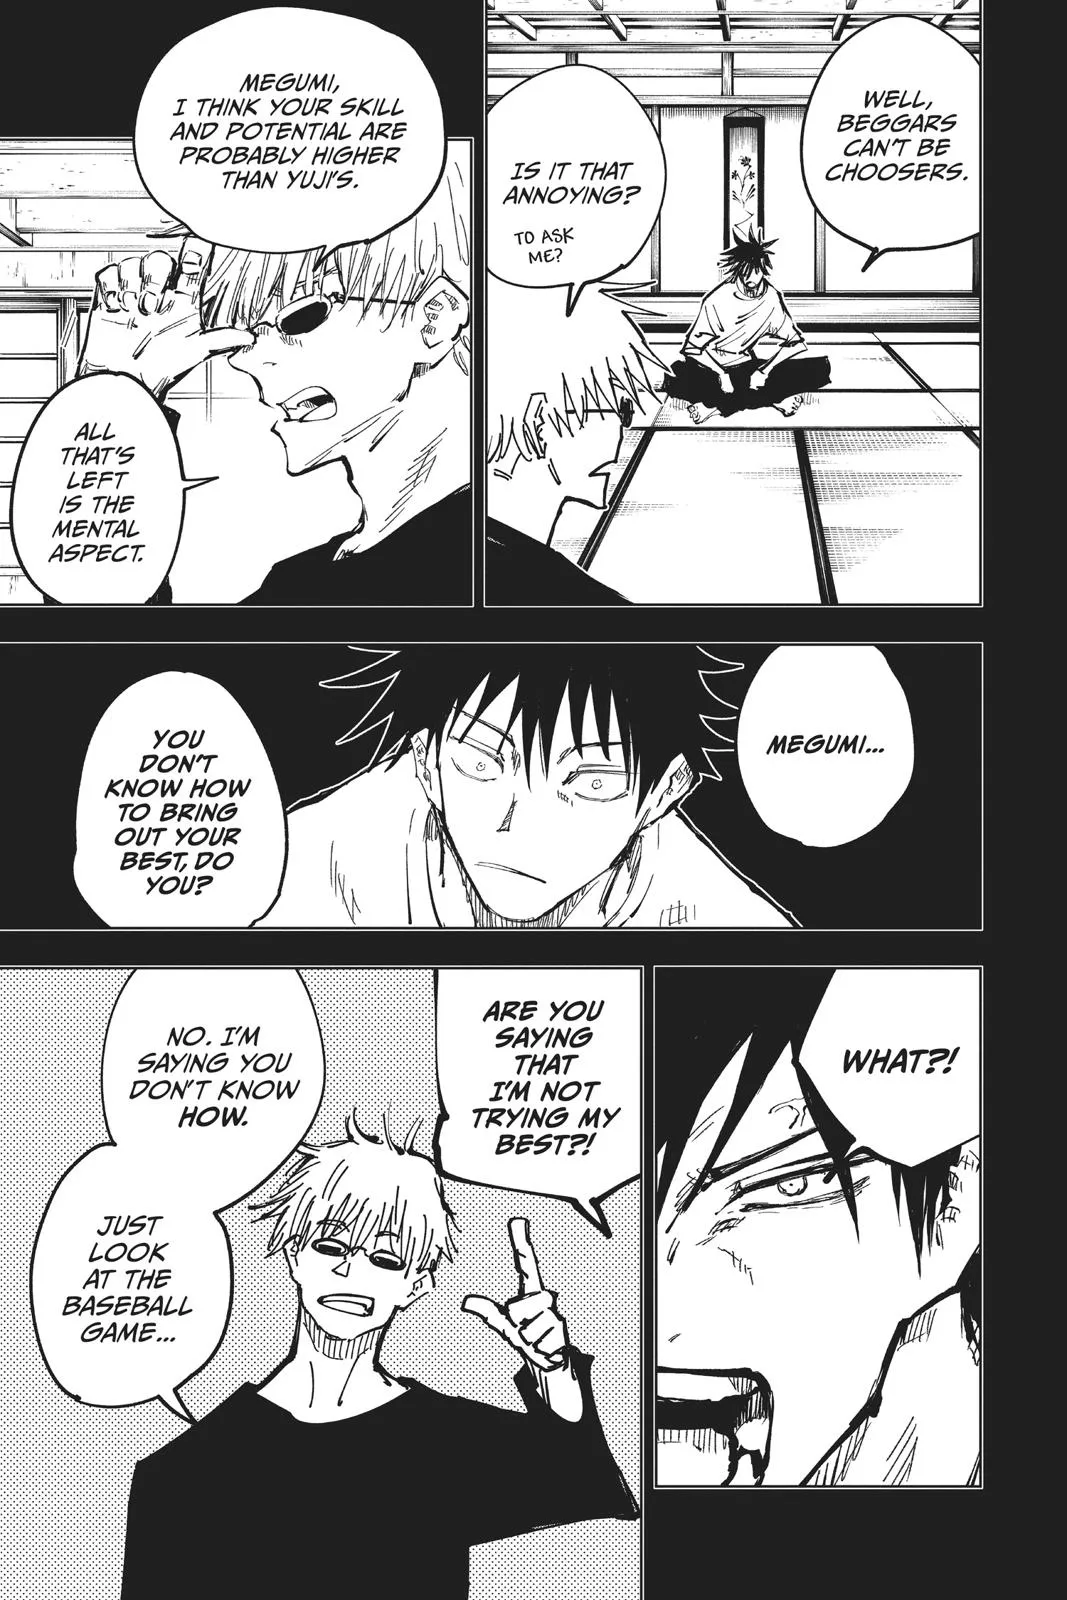 WELL,
BEGGARS
CAN'T BE
CHOOSERS.
IS IT THAT
ANNOYING?
TO ASK
ME?
MEGUMI,
I THINK YOUR SKILL
AND POTENTIAL ARE
PROBABLY HIGHER
THAN YUJI'S.
ALL
THAT'S
LEFT
IS THE
MENTAL
ASPECT.
MEGUMI...
YOU
DON'T
KNOW HOW
TO BRING
OUT YOUR
BEST, DO
YOU?
WHAT?!
ARE YOU
SAYING
THAT
I'M NOT
TRYING MY
BEST?!
NO. I'M
SAYING YOU
DON'T KNOW
HOW.
JUST
LOOK
AT THE
BASEBALL
GAME...